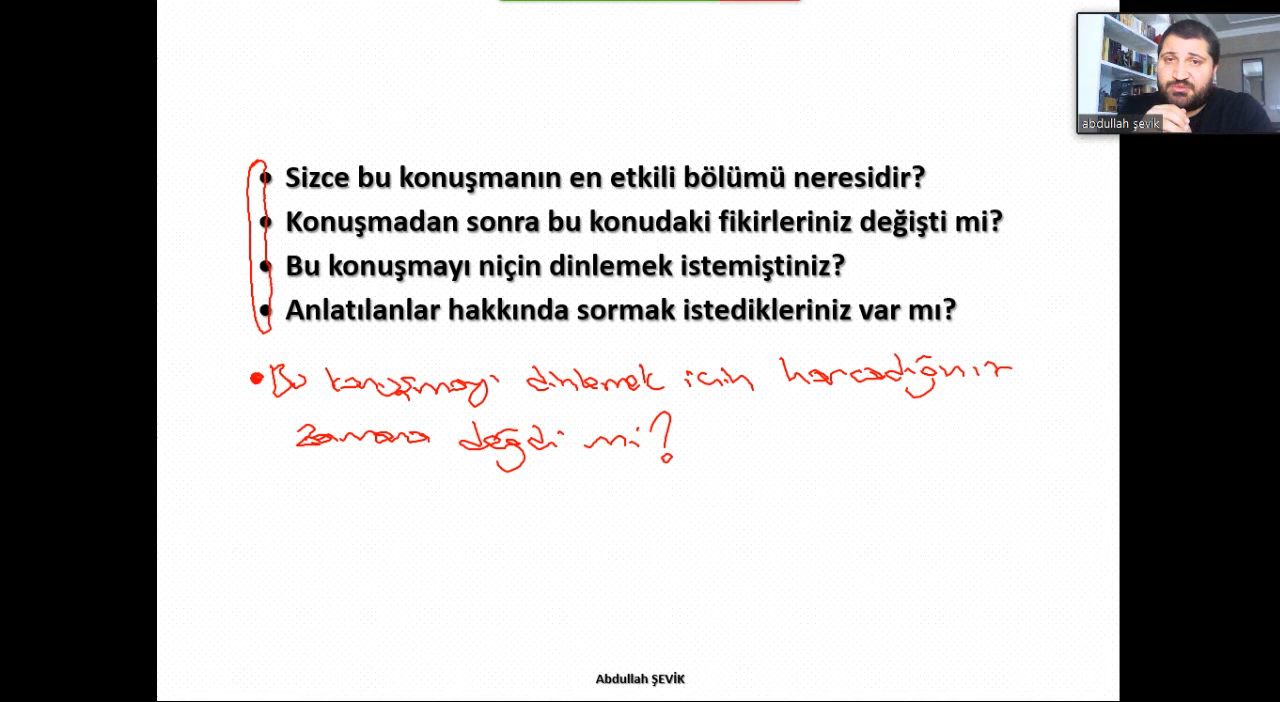 abdullah şevik
Sizce bu konuşmanın en etkili bölümü neresidir?
Konuşmadan sonra bu konudaki fikirleriniz değişti mi?
Bu konuşmayı niçin dinlemek istemiştiniz?
Anlatılanlar hakkında sormak istedikleriniz var mı?
Bu konuşmayı dinlemek için harcadığınız
zamana değdi mi?
Abdullah ŞEVİK